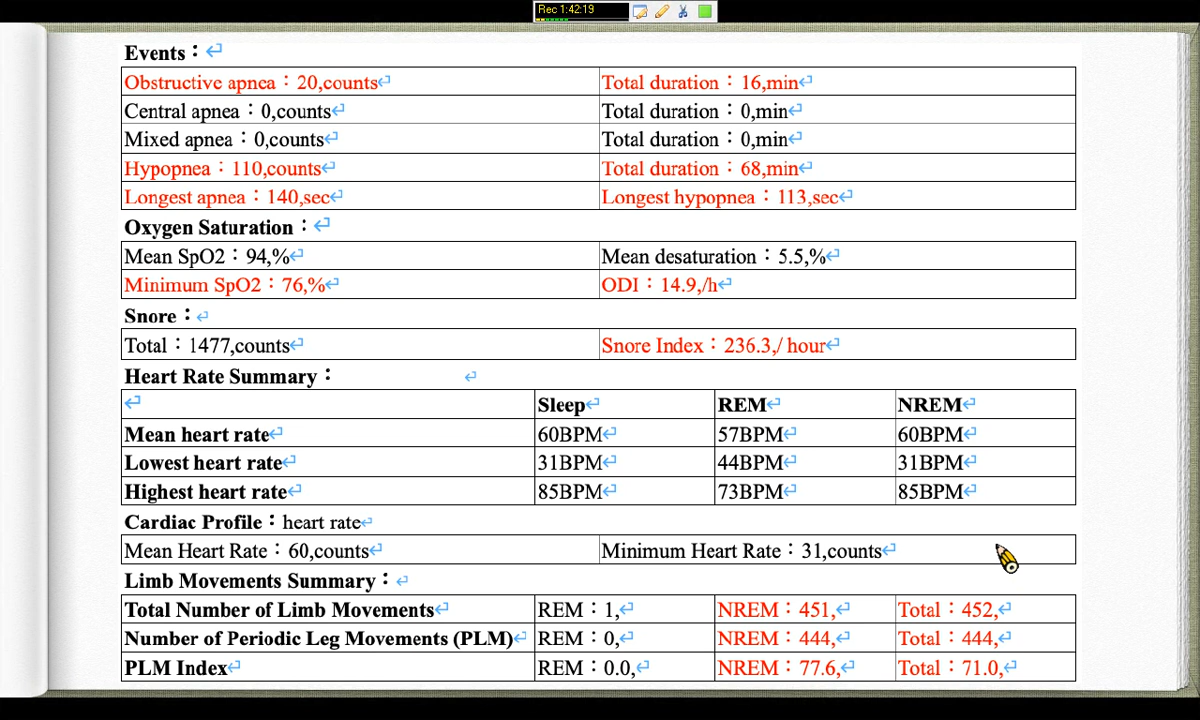 Rec 1:42:19
Events：
Obstructive apnea：20,counts Total duration：16,min
Central apnea：0,counts Total duration：0,min
Mixed apnea：0,counts Total duration：0,min
Hypopnea：110,counts Total duration：68,min
Longest apnea：140,sec Longest hypopnea：113,sec
Oxygen Saturation：
Mean SpO2：94,% Mean desaturation：5.5,%
Minimum SpO2：76,% ODI：14.9,/h
Snore：
Total：1477,counts Snore Index：236.3,/ hour
Heart Rate Summary：
Sleep REM NREM
Mean heart rate 60BPM 57BPM 60BPM
Lowest heart rate 31BPM 44BPM 31BPM
Highest heart rate 85BPM 73BPM 85BPM
Cardiac Profile：heart rate
Mean Heart Rate：60,counts Minimum Heart Rate：31,counts
Limb Movements Summary：
Total Number of Limb Movements REM：1, NREM：451, Total：452,
Number of Periodic Leg Movements (PLM) REM：0, NREM：444, Total：444,
PLM Index REM：0.0, NREM：77.6, Total：71.0,